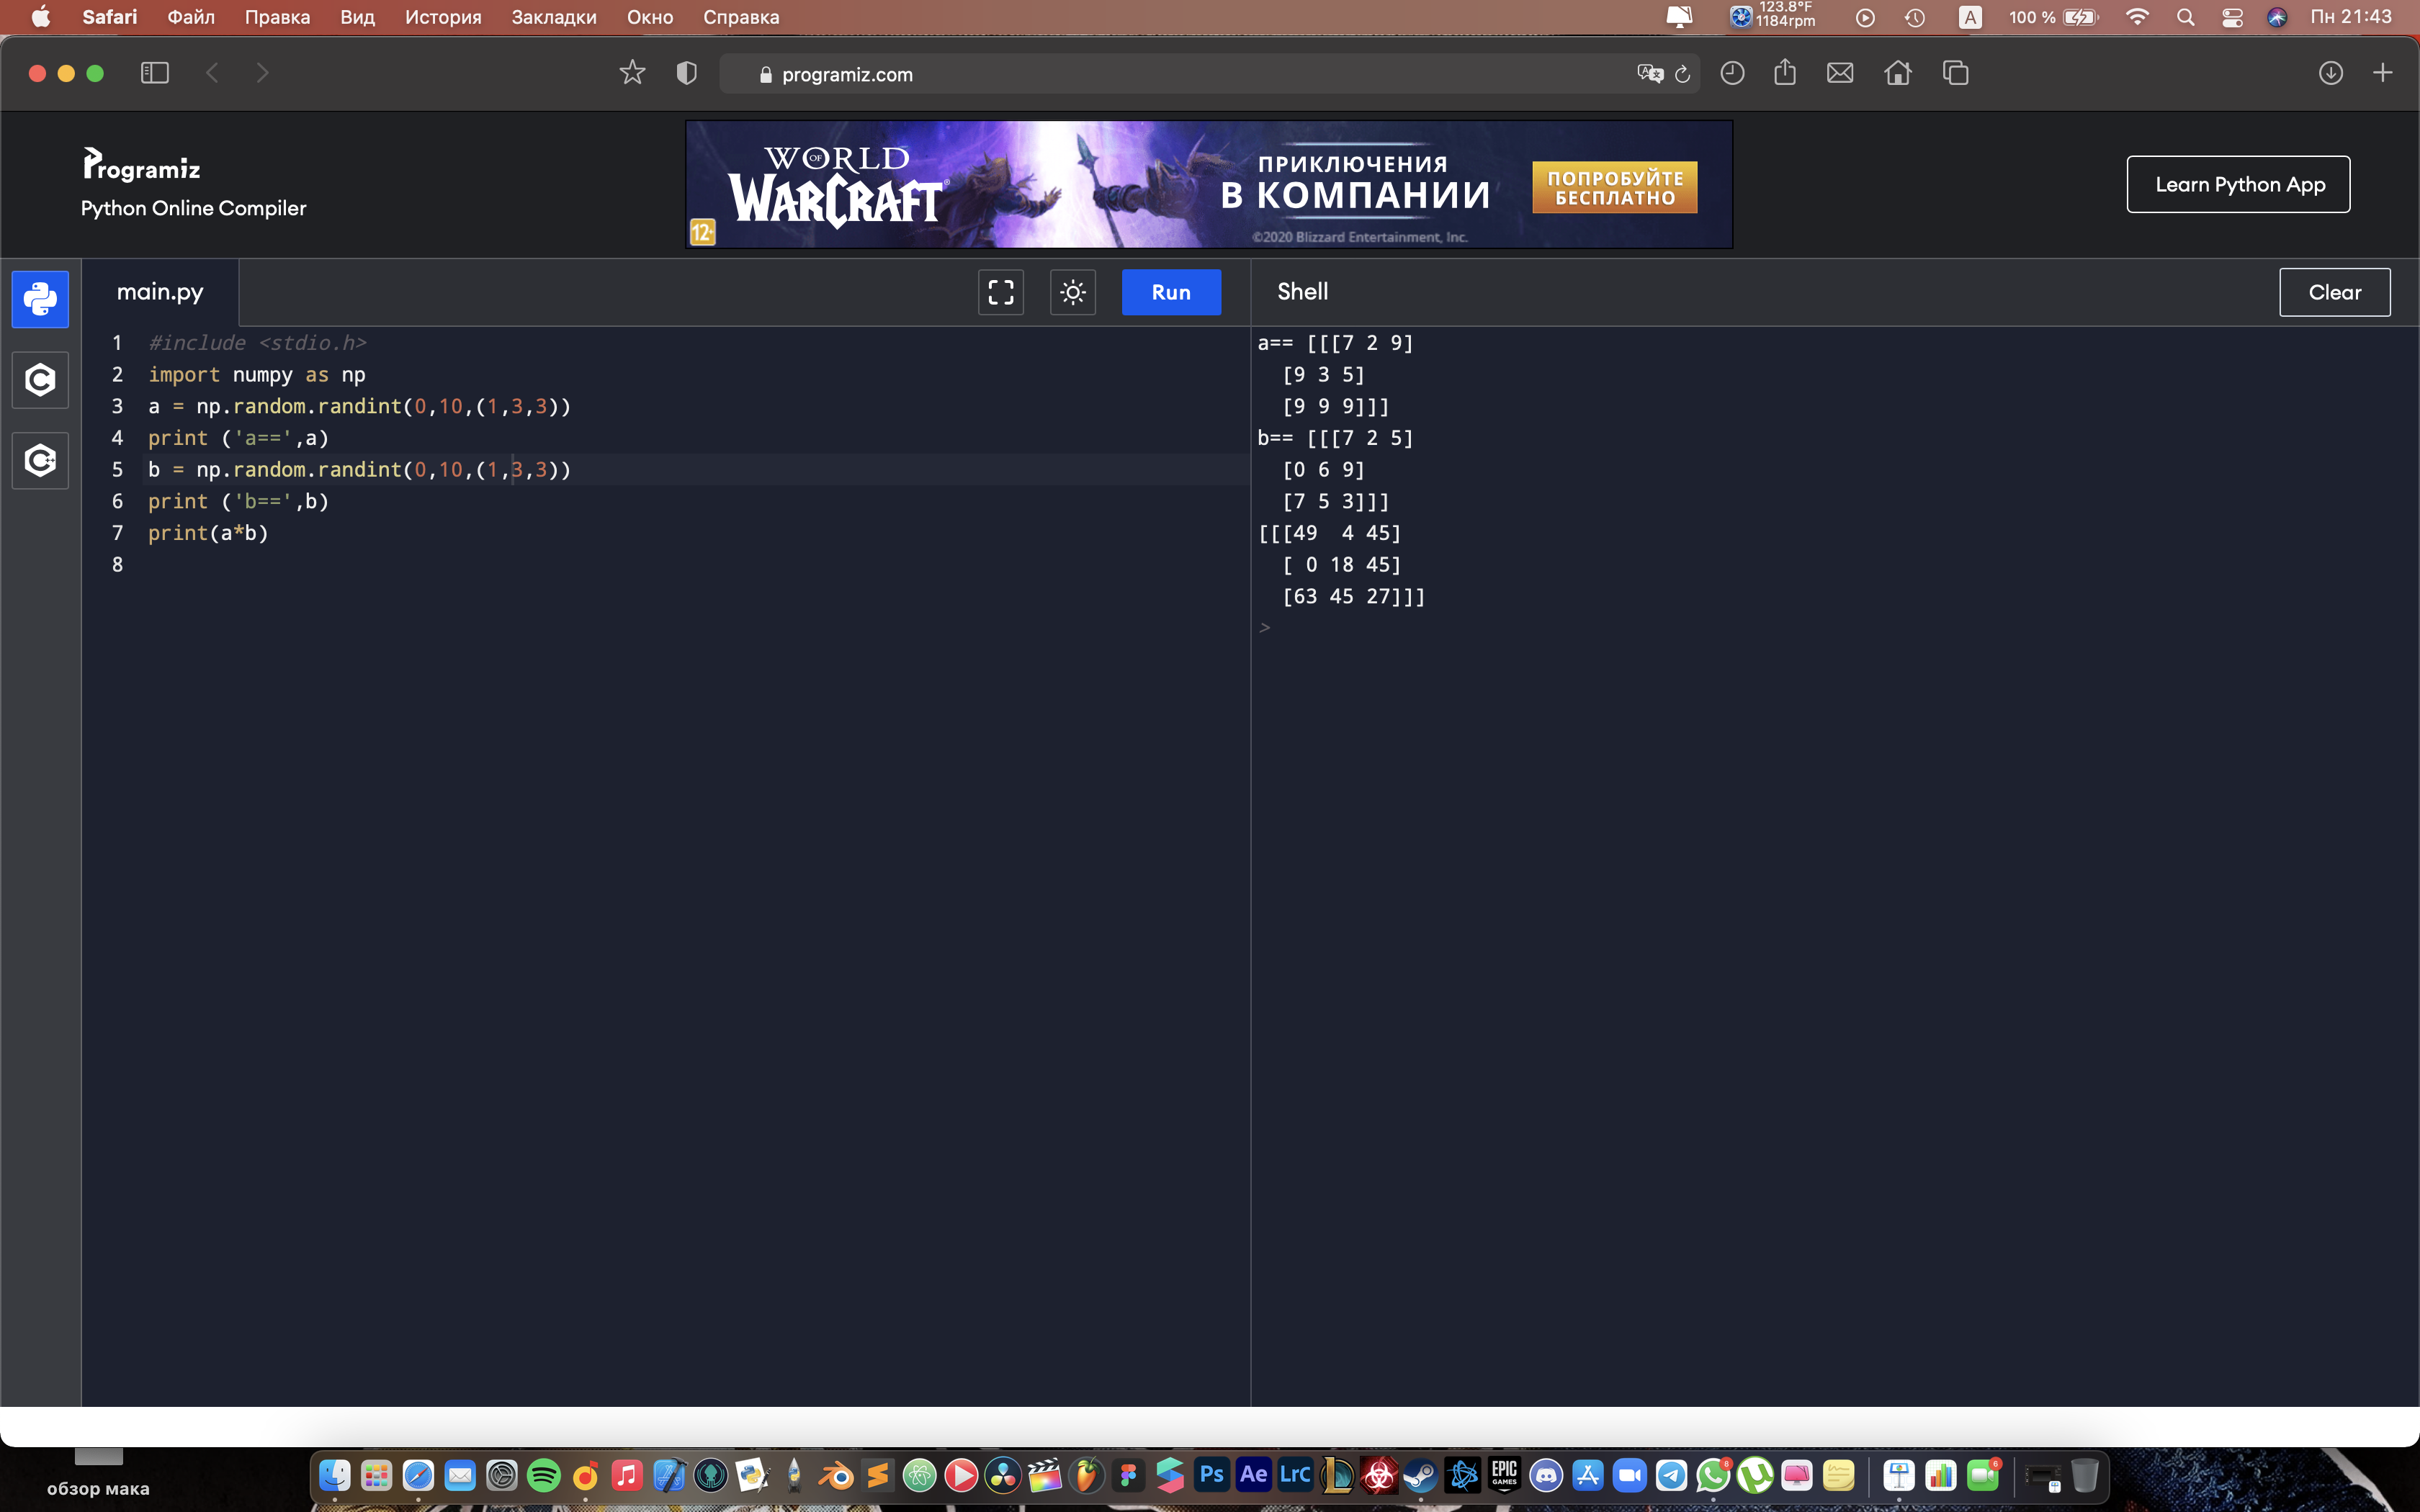 Safari Файл Правка Вид История Закладки Окно Справка 123.8°F 1184rpm A 100 % Пн 21:43
programiz.com
Programiz
Python Online Compiler
WORLD OF WARCRAFT
12+
ПРИКЛЮЧЕНИЯ
В КОМПАНИИ
©2020 Blizzard Entertainment, Inc.
ПОПРОБУЙТЕ
БЕСПЛАТНО
Learn Python App
main.py
Run
Shell
Clear
1 #include <stdio.h>
2 import numpy as np
3 a = np.random.randint(0,10,(1,3,3))
4 print ('a==',a)
5 b = np.random.randint(0,10,(1,3,3))
6 print ('b==',b)
7 print(a*b)
8
a== [[[7 2 9]
[9 3 5]
[9 9 9]]]
b== [[[7 2 5]
[0 6 9]
[7 5 3]]]
[[[49  4 45]
[ 0 18 45]
[63 45 27]]]
>
обзор мака
Ps Ae LrC EPIC GAMES 8 6